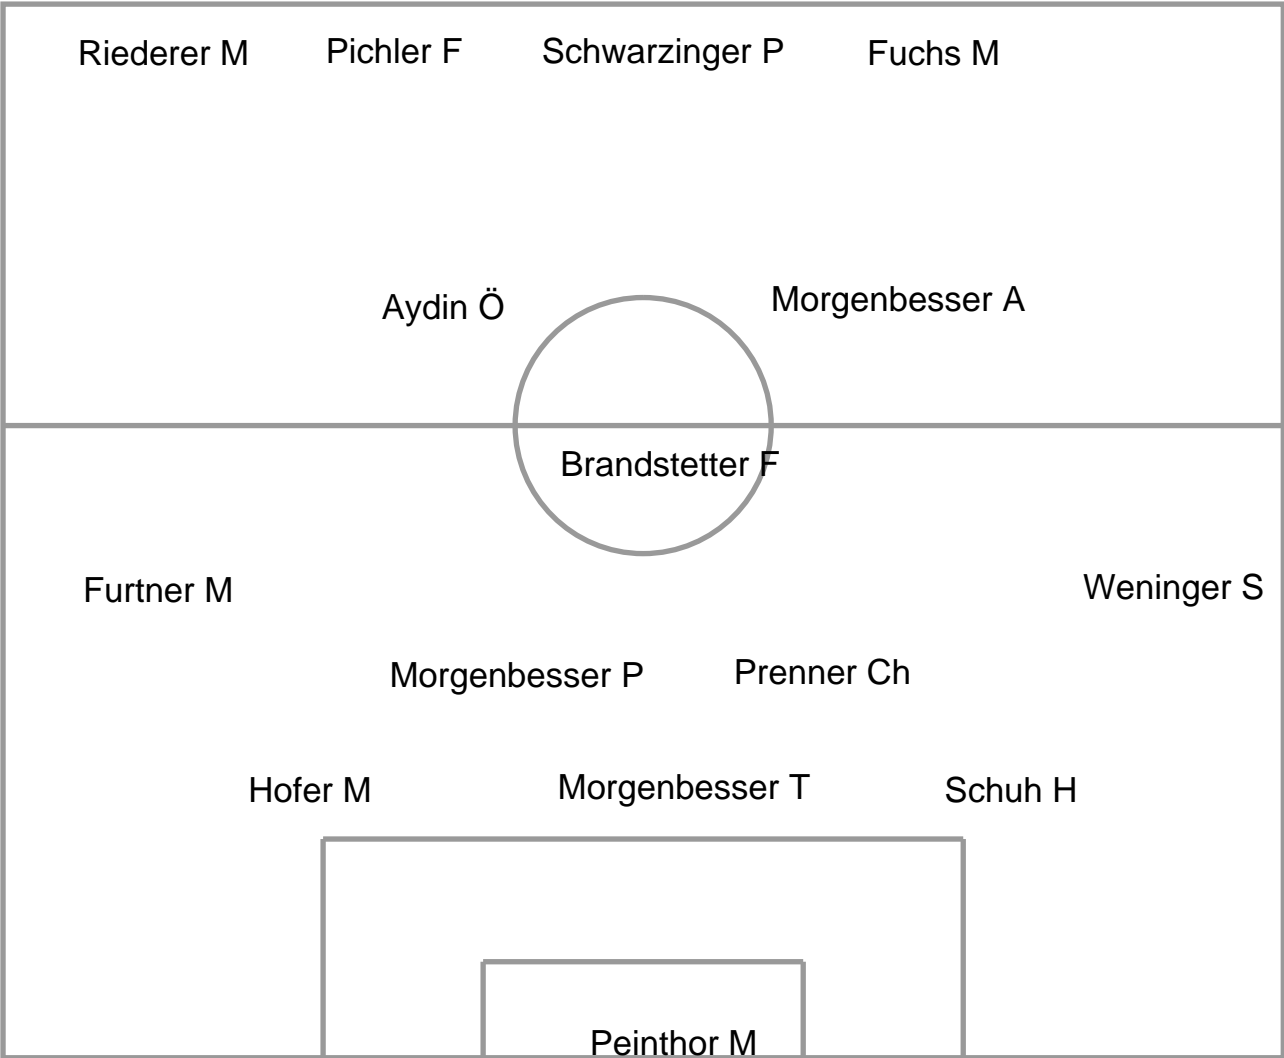 Riederer M Pichler F Schwarzinger P Fuchs M
Aydin Ö Morgenbesser A
Brandstetter F
Furtner M Weninger S
Morgenbesser P Prenner Ch
Hofer M Morgenbesser T Schuh H
Peinthor M